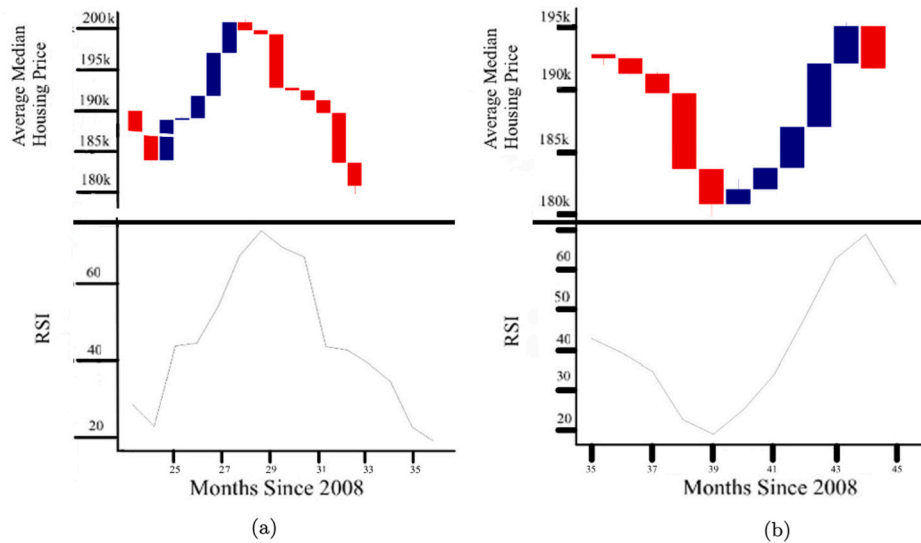 Average Median
Housing Price
200k
195k
190k
185k
180k
RSI
60
40
20
25 27 29 31 33 35
Months Since 2008
(a)
Average Median
Housing Price
195k
190k
185k
180k
RSI
60
50
40
30
20
35 37 39 41 43 45
Months Since 2008
(b)